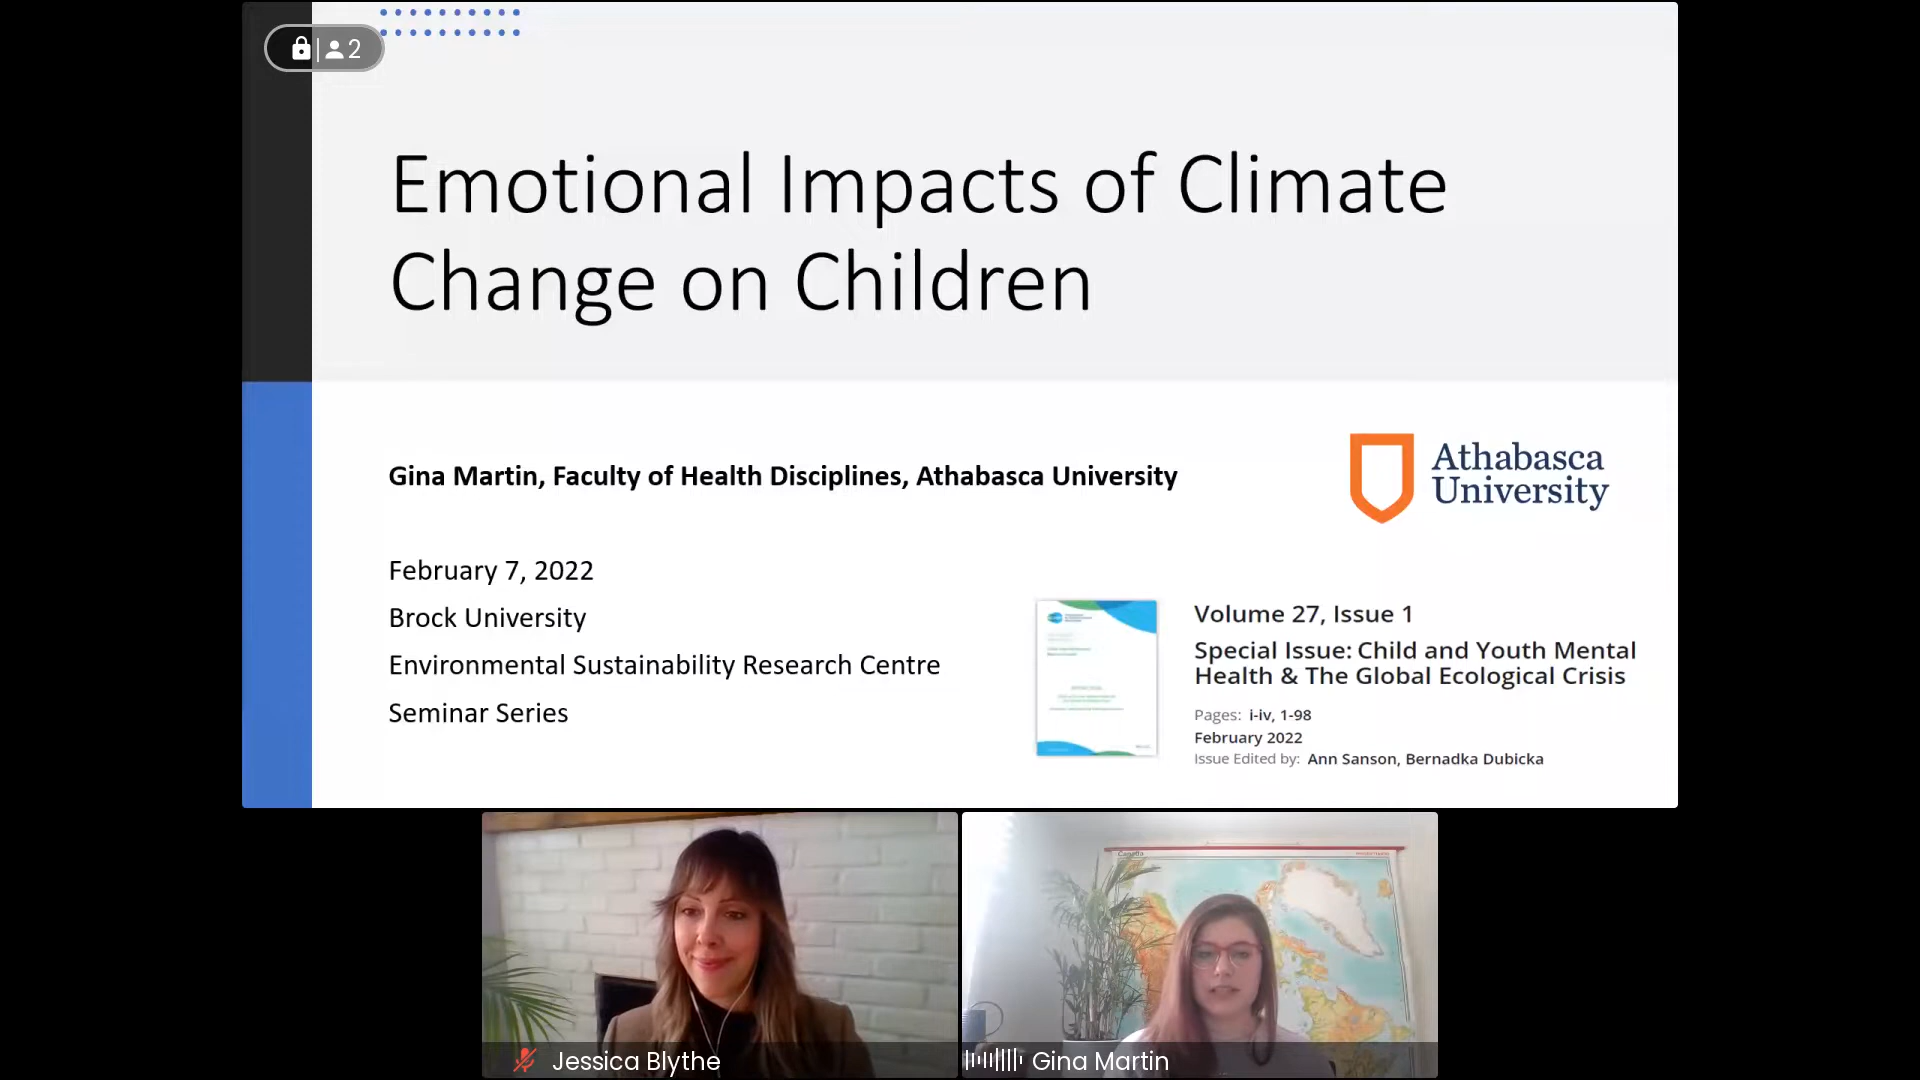 2
Emotional Impacts of Climate
Change on Children
Gina Martin, Faculty of Health Disciplines, Athabasca University
Athabasca
University
February 7, 2022
Brock University
Environmental Sustainability Research Centre
Seminar Series
Volume 27, Issue 1
Special Issue: Child and Youth Mental
Health & The Global Ecological Crisis
Pages: i-iv, 1-98
February 2022
Issue Edited by: Ann Sanson, Bernadka Dubicka
Canada
Jessica Blythe
Gina Martin